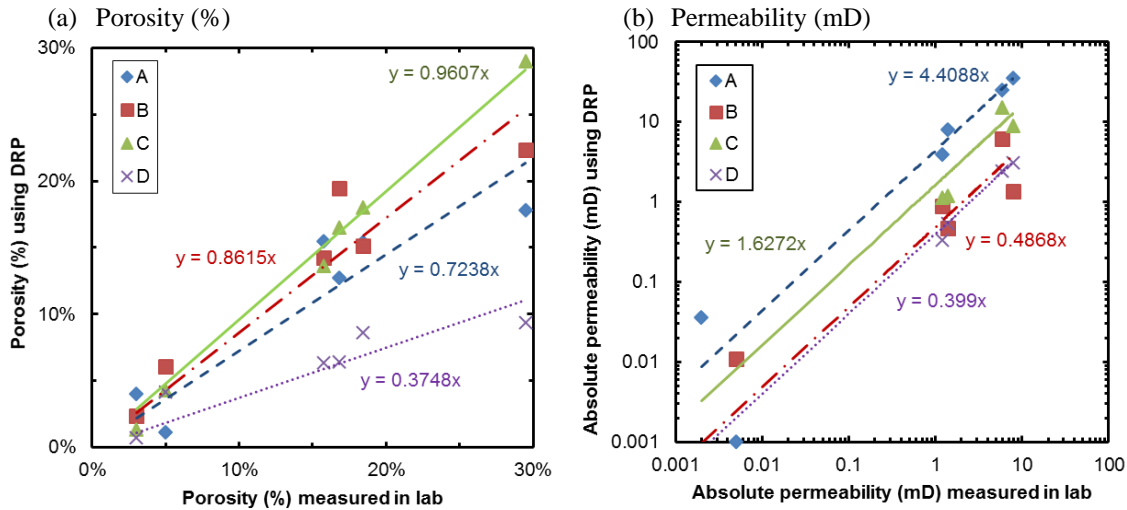 (a) Porosity (%)
30%
20%
10%
0%
0%
10%
20%
30%
Porosity (%) using DRP
Porosity (%) measured in lab
A
B
C
D
y = 0.9607x
y = 0.8615x
y = 0.7238x
y = 0.3748x
(b) Permeability (mD)
100
10
1
0.1
0.01
0.001
0.001
0.01
0.1
1
10
100
Absolute permeability (mD) using DRP
Absolute permeability (mD) measured in lab
A
B
C
D
y = 4.4088x
y = 1.6272x
y = 0.4868x
y = 0.399x